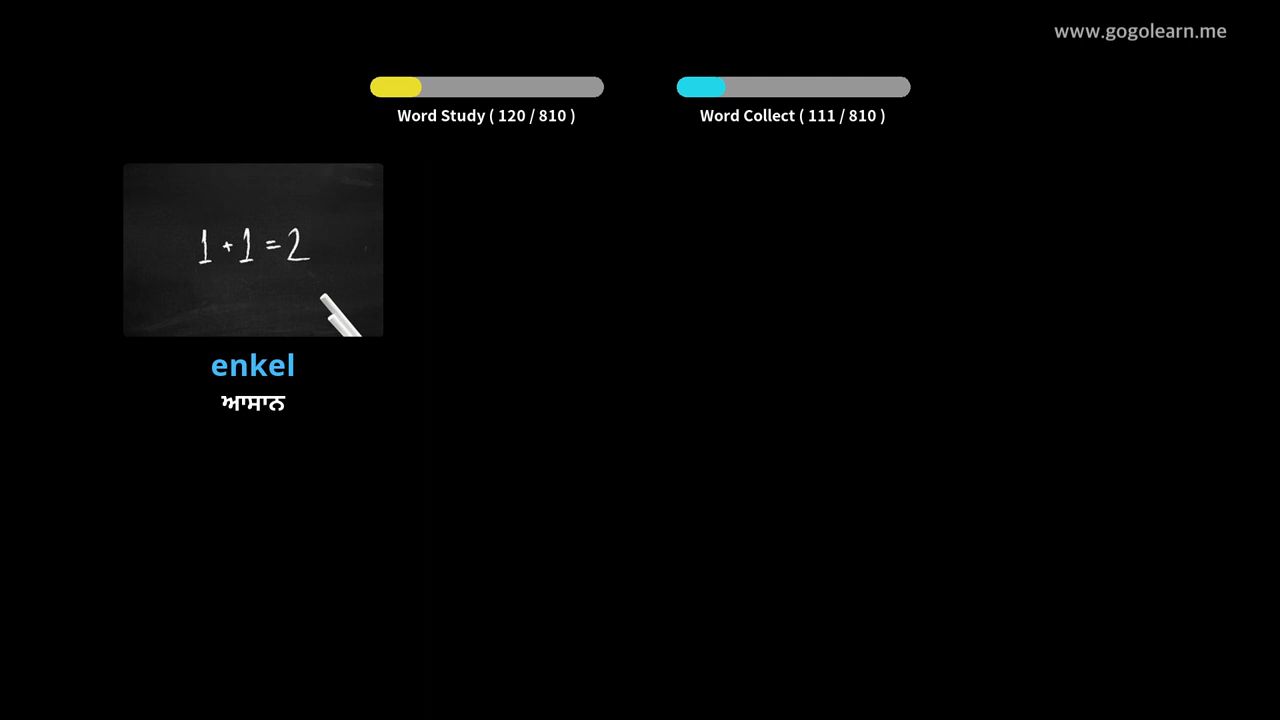 www.gogolearn.me
Word Study ( 120 / 810 )
Word Collect ( 111 / 810 )
1 + 1 = 2
enkel
ਆਸਾਨ